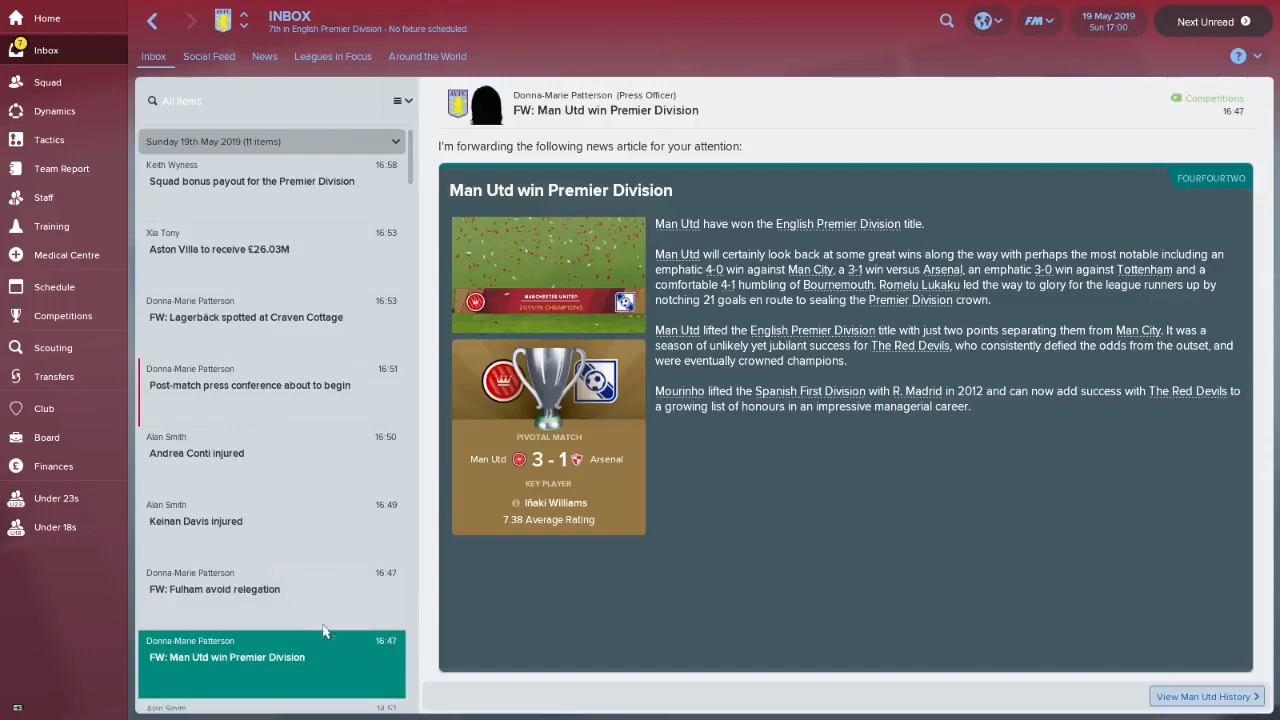 Home
Inbox
7
Squad
Dynamics
Tactics
Team Report
Staff
Training
Medical Centre
Schedule
Competitions
Scouting
Transfers
Club
Board
Finances
Under 23s
Under 18s
INBOX
7th in English Premier Division - No fixture scheduled.
FM
19 May 2019
Sun 17:00
Next Unread
Inbox
Social Feed
News
Leagues in Focus
Around the World
?
All Items
Sunday 19th May 2019 (11 items)
Keith Wyness 16:58
Squad bonus payout for the Premier Division
Xia Tony 16:53
Aston Villa to receive £26.03M
Donna-Marie Patterson 16:53
FW: Lagerbäck spotted at Craven Cottage
Donna-Marie Patterson 16:51
Post-match press conference about to begin
Alan Smith 16:50
Andrea Conti injured
Alan Smith 16:49
Keinan Davis injured
Donna-Marie Patterson 16:47
FW: Fulham avoid relegation
Donna-Marie Patterson 16:47
FW: Man Utd win Premier Division
Alan Smith 14:57
Donna-Marie Patterson (Press Officer)
FW: Man Utd win Premier Division
Competitions
16:47
I'm forwarding the following news article for your attention:
FOURFOURTWO
Man Utd win Premier Division
MANCHESTER UNITED
CHAMPIONS
PIVOTAL MATCH
Man Utd 3 - 1 Arsenal
KEY PLAYER
Iñaki Williams
7.38 Average Rating
Man Utd have won the English Premier Division title.
Man Utd will certainly look back at some great wins along the way with perhaps the most notable including an
emphatic 4-0 win against Man City, a 3-1 win versus Arsenal, an emphatic 3-0 win against Tottenham and a
comfortable 4-1 humbling of Bournemouth. Romelu Lukaku led the way to glory for the league runners up by
notching 21 goals en route to sealing the Premier Division crown.
Man Utd lifted the English Premier Division title with just two points separating them from Man City. It was a
season of unlikely yet jubilant success for The Red Devils, who consistently defied the odds from the outset, and
were eventually crowned champions.
Mourinho lifted the Spanish First Division with R. Madrid in 2012 and can now add success with The Red Devils to
a growing list of honours in an impressive managerial career.
View Man Utd History